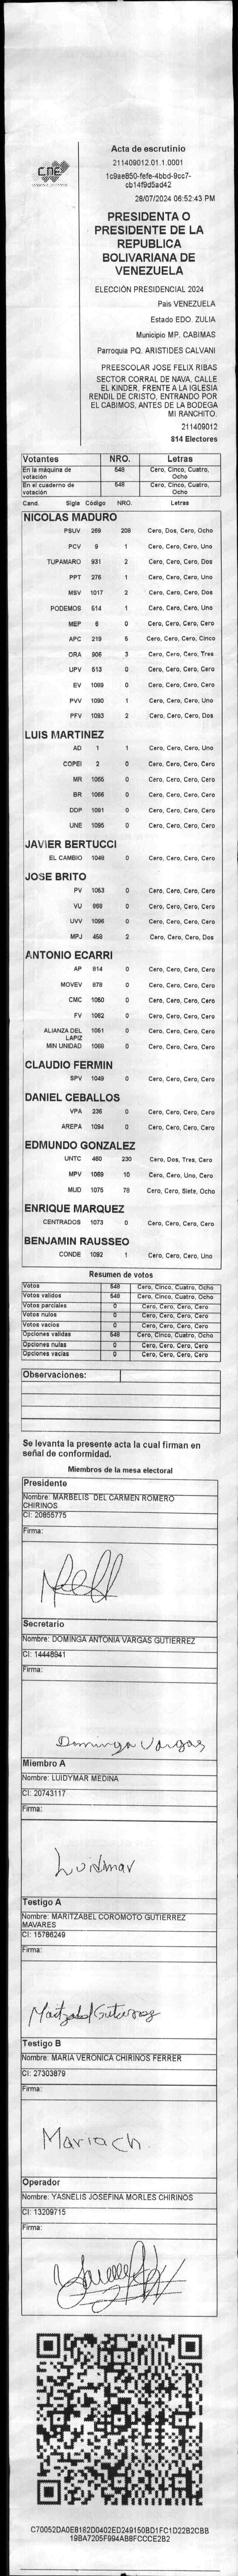 Acta de escrutinio
211409012.01.1.0001
1c9ae850-fefe-4bbd-9cc7-
cb14f9d5ad42
28/07/2024 06:52:43 PM
CNE
PRESIDENTA O
PRESIDENTE DE LA
REPUBLICA
BOLIVARIANA DE
VENEZUELA
ELECCIÓN PRESIDENCIAL 2024
Pais VENEZUELA
Estado EDO. ZULIA
Municipio MP. CABIMAS
Parroquia PQ. ARISTIDES CALVANI
PREESCOLAR JOSE FELIX RIBAS
SECTOR CORRAL DE NAVA, CALLE
EL KINDER, FRENTE A LA IGLESIA
RENDIL DE CRISTO, ENTRANDO POR
EL CABIMOS, ANTES DE LA BODEGA
MI RANCHITO.
211409012
814 Electores
Votantes NRO. Letras
En la máquina de votación 548 Cero, Cinco, Cuatro, Ocho
En el cuaderno de votación 548 Cero, Cinco, Cuatro, Ocho
Cand. Sigla Código NRO. Letras
NICOLAS MADURO
PSUV 269 208 Cero, Dos, Cero, Ocho
PCV 9 1 Cero, Cero, Cero, Uno
TUPAMARO 931 2 Cero, Cero, Cero, Dos
PPT 276 1 Cero, Cero, Cero, Uno
MSV 1017 2 Cero, Cero, Cero, Dos
PODEMOS 514 1 Cero, Cero, Cero, Uno
MEP 6 0 Cero, Cero, Cero, Cero
APC 219 5 Cero, Cero, Cero, Cinco
ORA 906 3 Cero, Cero, Cero, Tres
UPV 513 0 Cero, Cero, Cero, Cero
EV 1089 0 Cero, Cero, Cero, Cero
PVV 1090 1 Cero, Cero, Cero, Uno
PFV 1093 2 Cero, Cero, Cero, Dos
LUIS MARTINEZ
AD 1 1 Cero, Cero, Cero, Uno
COPEI 2 0 Cero, Cero, Cero, Cero
MR 1065 0 Cero, Cero, Cero, Cero
BR 1066 0 Cero, Cero, Cero, Cero
DDP 1091 0 Cero, Cero, Cero, Cero
UNE 1095 0 Cero, Cero, Cero, Cero
JAVIER BERTUCCI
EL CAMBIO 1048 0 Cero, Cero, Cero, Cero
JOSE BRITO
PV 1053 0 Cero, Cero, Cero, Cero
VU 868 0 Cero, Cero, Cero, Cero
UVV 1096 0 Cero, Cero, Cero, Cero
MPJ 458 2 Cero, Cero, Cero, Dos
ANTONIO ECARRI
AP 814 0 Cero, Cero, Cero, Cero
MOVEV 878 0 Cero, Cero, Cero, Cero
CMC 1050 0 Cero, Cero, Cero, Cero
FV 1062 0 Cero, Cero, Cero, Cero
ALIANZA DEL LAPIZ 1051 0 Cero, Cero, Cero, Cero
MIN UNIDAD 1068 0 Cero, Cero, Cero, Cero
CLAUDIO FERMIN
SPV 1049 0 Cero, Cero, Cero, Cero
DANIEL CEBALLOS
VPA 236 0 Cero, Cero, Cero, Cero
AREPA 1094 0 Cero, Cero, Cero, Cero
EDMUNDO GONZALEZ
UNTC 460 230 Cero, Dos, Tres, Cero
MPV 1069 10 Cero, Cero, Uno, Cero
MUD 1075 78 Cero, Cero, Siete, Ocho
ENRIQUE MARQUEZ
CENTRADOS 1073 0 Cero, Cero, Cero, Cero
BENJAMIN RAUSSEO
CONDE 1092 1 Cero, Cero, Cero, Uno
Resumen de votos
Votos 548 Cero, Cinco, Cuatro, Ocho
Votos validos 548 Cero, Cinco, Cuatro, Ocho
Votos parciales 0 Cero, Cero, Cero, Cero
Votos nulos 0 Cero, Cero, Cero, Cero
Votos vacios 0 Cero, Cero, Cero, Cero
Opciones validas 548 Cero, Cinco, Cuatro, Ocho
Opciones nulas 0 Cero, Cero, Cero, Cero
Opciones vacias 0 Cero, Cero, Cero, Cero
Observaciones:
Se levanta la presente acta la cual firman en
señal de conformidad.
Miembros de la mesa electoral
Presidente
Nombre: MARBELIS DEL CARMEN ROMERO
CHIRINOS
CI: 20855775
Firma:
Secretario
Nombre: DOMINGA ANTONIA VARGAS GUTIERREZ
CI: 14448941
Firma:
Dominga Vargas
Miembro A
Nombre: LUIDYMAR MEDINA
CI: 20743117
Firma:
Testigo A
Nombre: MARITZABEL COROMOTO GUTIERREZ
MAVARES
CI: 15786249
Firma:
Testigo B
Nombre: MARIA VERONICA CHIRINOS FERRER
CI: 27303879
Firma:
Maria ch.
Operador
Nombre: YASNELIS JOSEFINA MORLES CHIRINOS
CI: 13209715
Firma:
C70052DA0E8182D0402ED249150BD1FC1D22B2CBB
19BA7205F994AB8FCCCE2B2